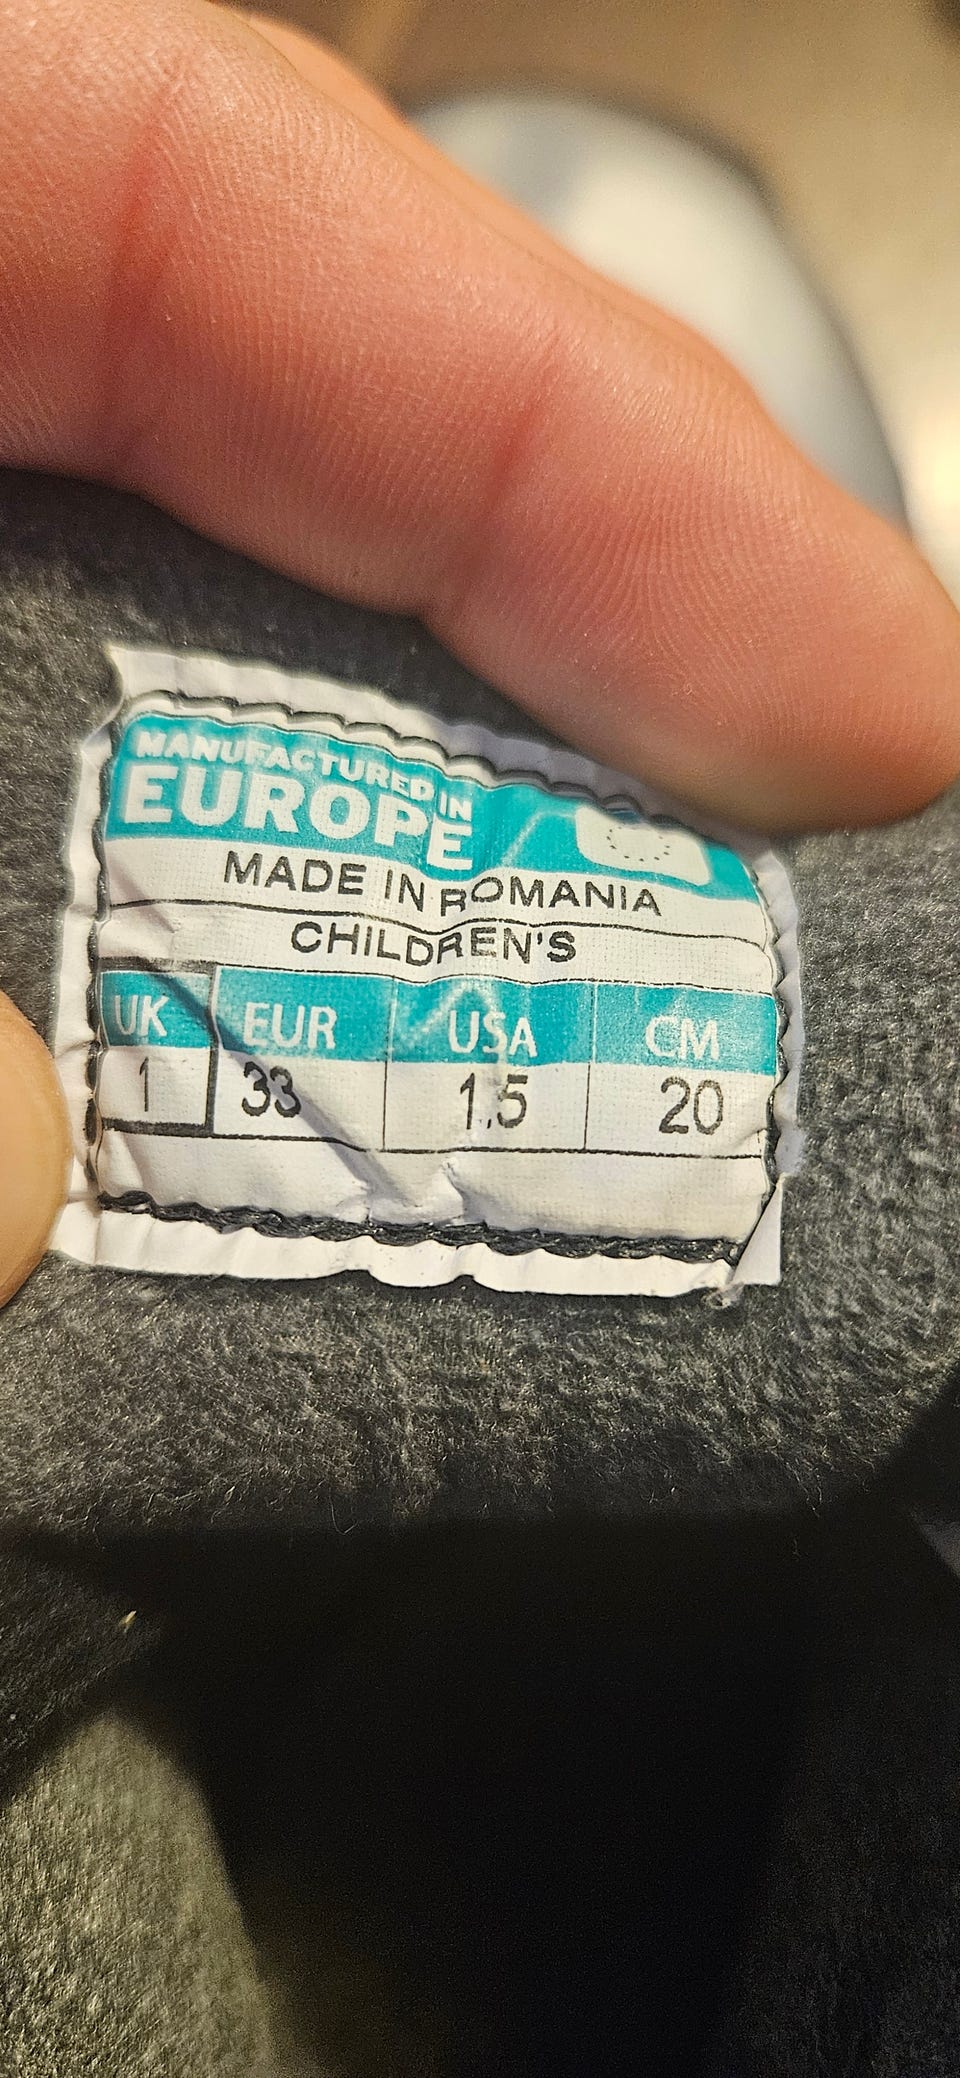 MANUFACTURED IN
EUROPE
MADE IN ROMANIA
CHILDREN'S
UK EUR USA CM
1 33 1.5 20